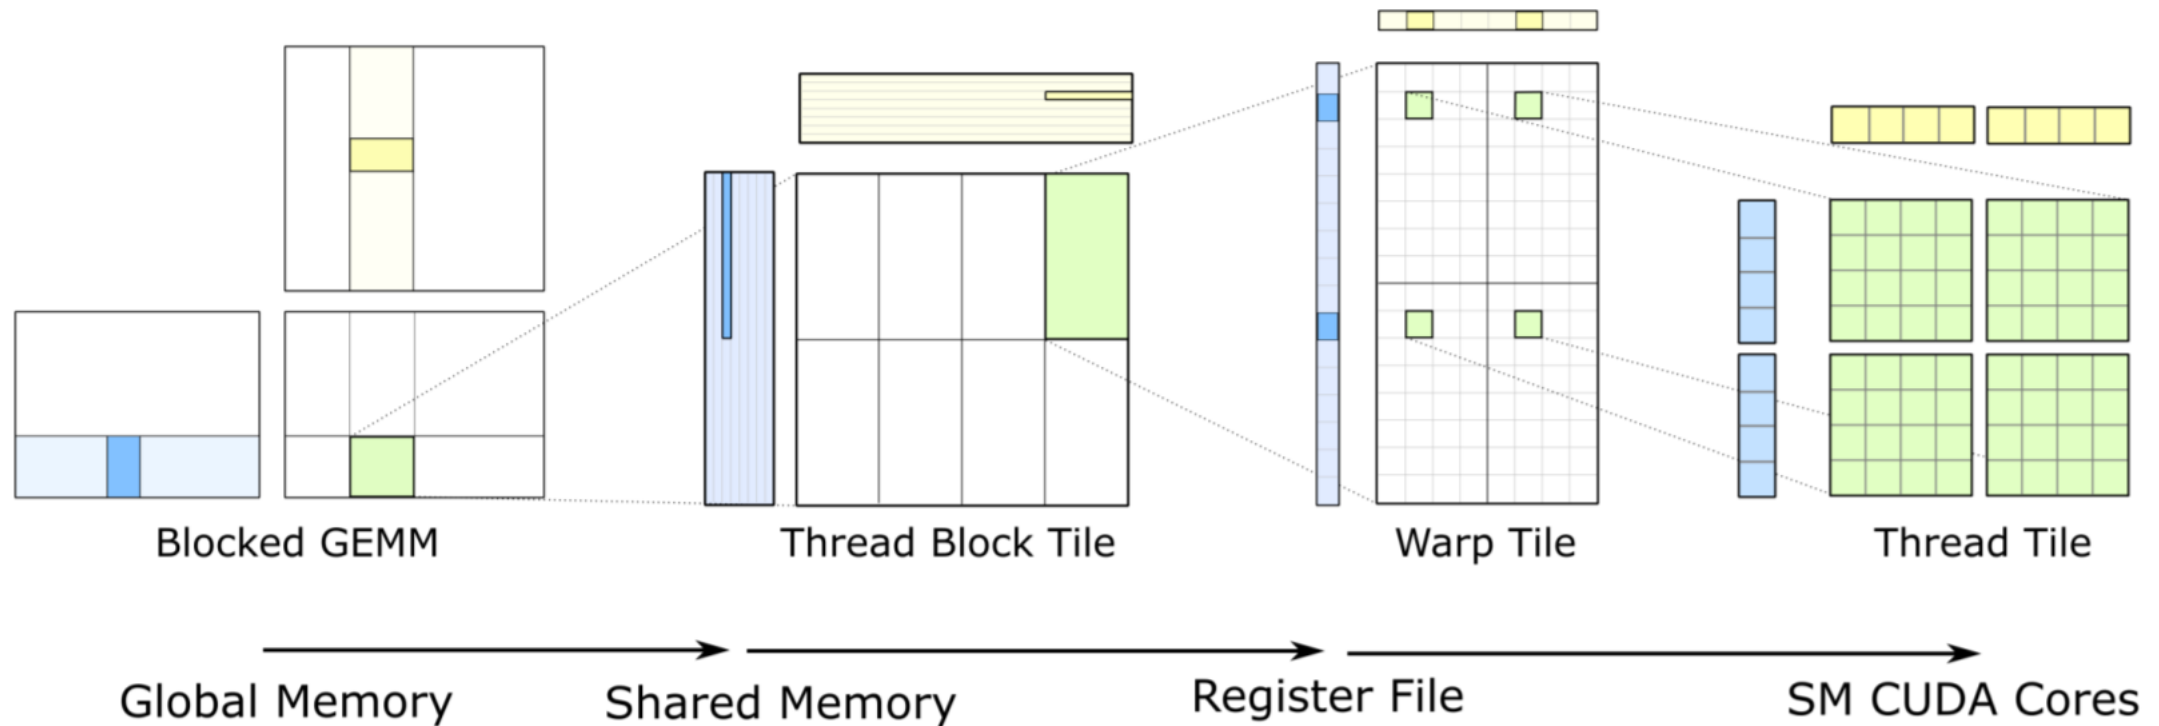 Blocked GEMM
Thread Block Tile
Warp Tile
Thread Tile
Global Memory
Shared Memory
Register File
SM CUDA Cores